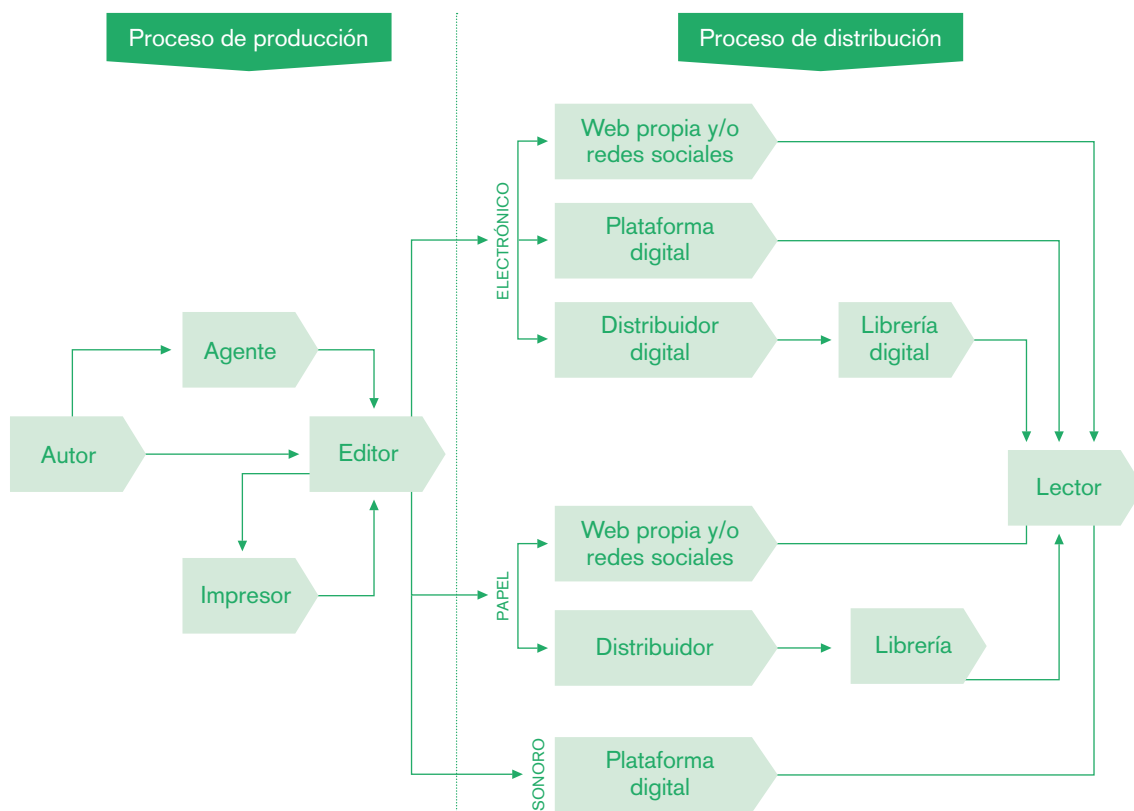 Proceso de producción
Proceso de distribución
Web propia y/o
redes sociales
ELECTRÓNICO
Plataforma
digital
Distribuidor
digital
Librería
digital
Agente
Autor
Editor
Lector
Impresor
Web propia y/o
redes sociales
PAPEL
Distribuidor
Librería
SONORO
Plataforma
digital